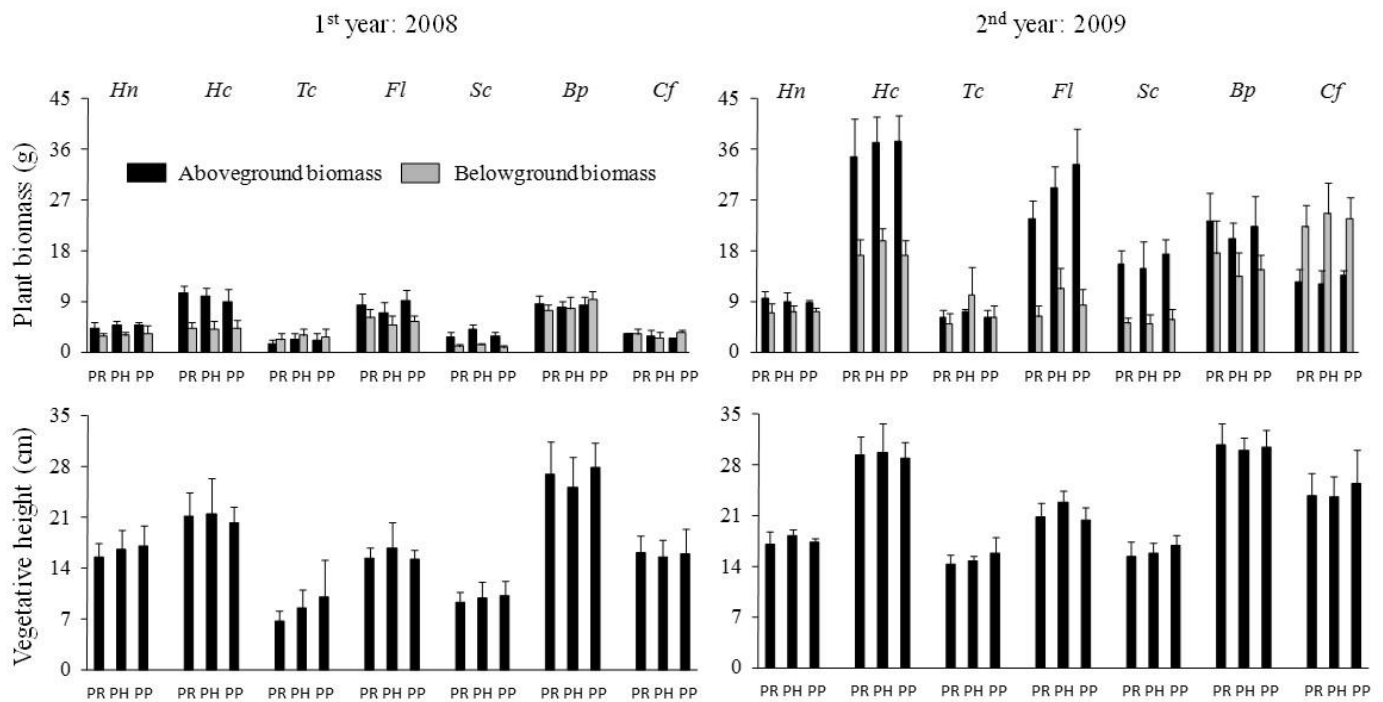 1st year: 2008
2nd year: 2009
Hn Hc Tc Fl Sc Bp Cf
Hn Hc Tc Fl Sc Bp Cf
Plant biomass (g)
45
36
27
18
9
0
Aboveground biomass Belowground biomass
PR PH PP PR PH PP PR PH PP PR PH PP PR PH PP PR PH PP PR PH PP
45
36
27
18
9
0
PR PH PP PR PH PP PR PH PP PR PH PP PR PH PP PR PH PP PR PH PP
Vegetative height (cm)
35
28
21
14
7
0
PR PH PP PR PH PP PR PH PP PR PH PP PR PH PP PR PH PP PR PH PP
35
28
21
14
7
0
PR PH PP PR PH PP PR PH PP PR PH PP PR PH PP PR PH PP PR PH PP